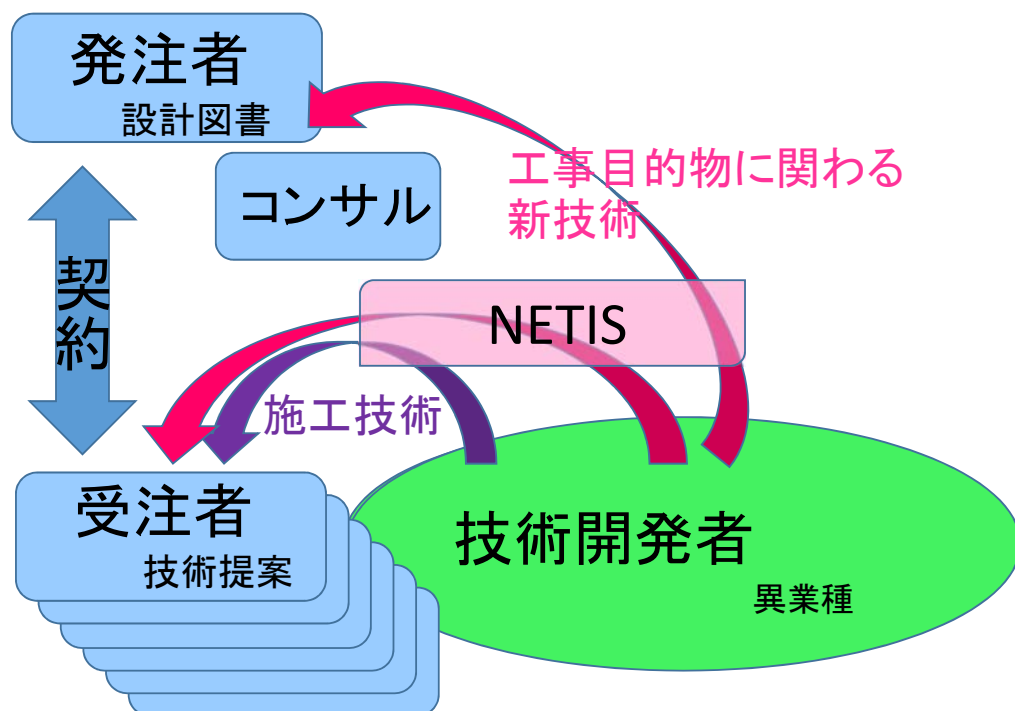 発注者
設計図書
コンサル
工事目的物に関わる
新技術
契
約
NETIS
施工技術
受注者
技術提案
技術開発者
異業種